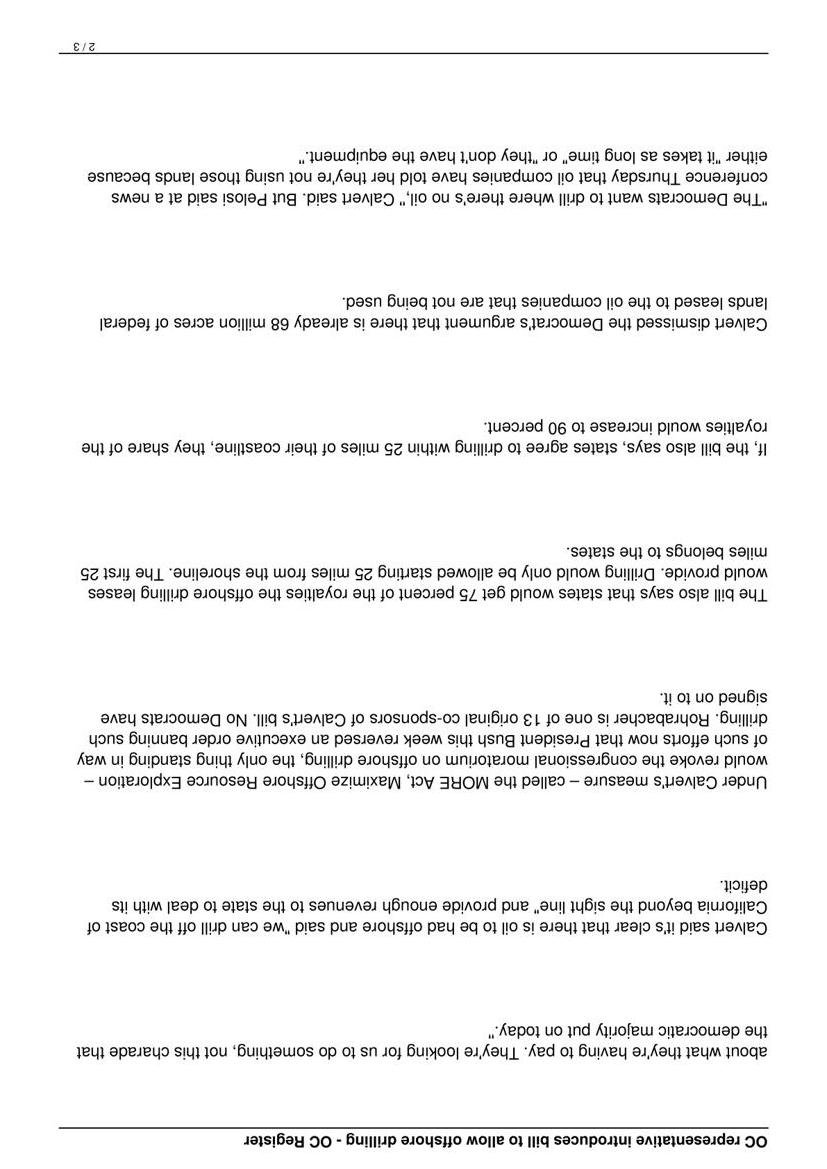 OC representative introduces bill to allow offshore drilling - OC Register
about what they're having to pay. They're looking for us to do something, not this charade that
the democratic majority put on today."
Calvert said it's clear that there is oil to be had offshore and said "we can drill off the coast of
California beyond the sight line" and provide enough revenues to the state to deal with its
deficit.
Under Calvert's measure – called the MORE Act, Maximize Offshore Resource Exploration –
would revoke the congressional moratorium on offshore drilling, the only thing standing in way
of such efforts now that President Bush this week reversed an executive order banning such
drilling. Rohrabacher is one of 13 original co-sponsors of Calvert's bill. No Democrats have
signed on to it.
The bill also says that states would get 75 percent of the royalties the offshore drilling leases
would provide. Drilling would only be allowed starting 25 miles from the shoreline. The first 25
miles belongs to the states.
If, the bill also says, states agree to drilling within 25 miles of their coastline, they share of the
royalties would increase to 90 percent.
Calvert dismissed the Democrat's argument that there is already 68 million acres of federal
lands leased to the oil companies that are not being used.
"The Democrats want to drill where there's no oil," Calvert said. But Pelosi said at a news
conference Thursday that oil companies have told her they're not using those lands because
either "it takes as long time" or "they don't have the equipment."
2 / 3